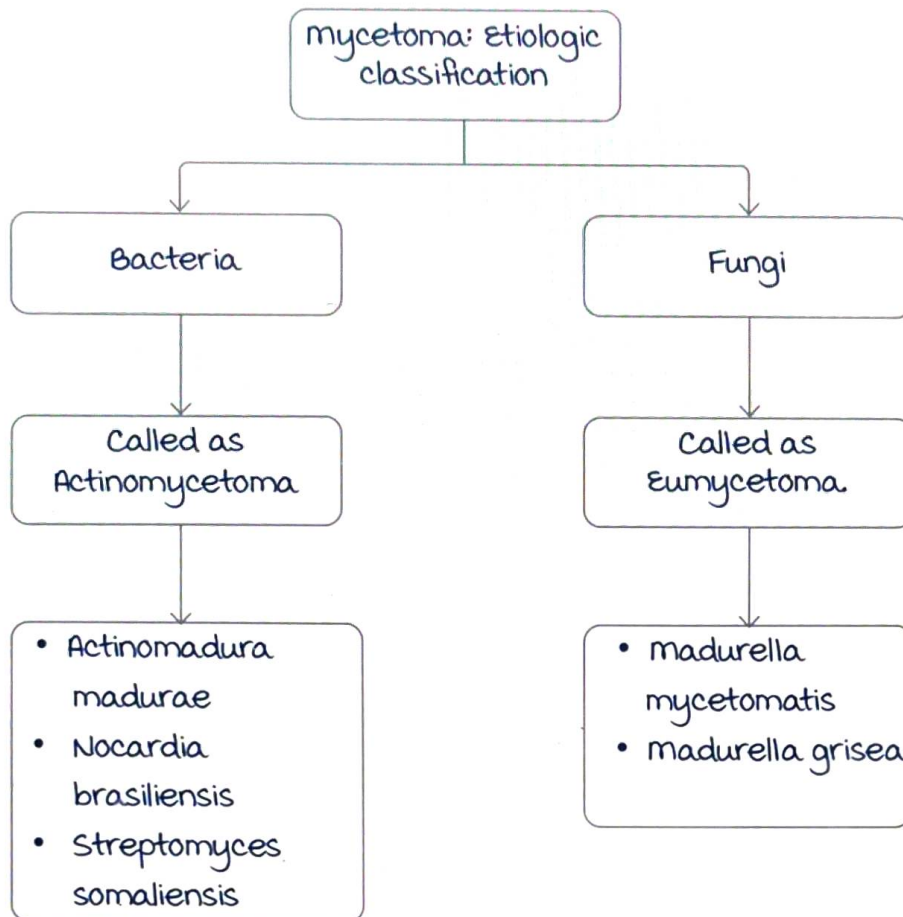 mycetoma: Etiologic
classification
Bacteria
Fungi
Called as
Actinomycetoma
Called as
Eumycetoma.
• Actinomadura
madurae
• Nocardia
brasiliensis
• Streptomyces
somaliensis
• madurella
mycetomatis
• madurella grisea